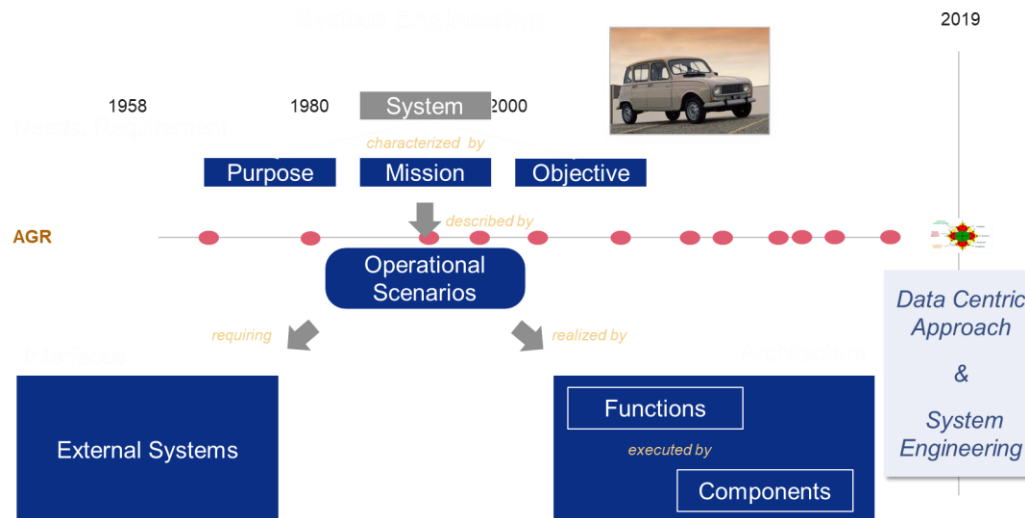 2019
1958
1980
System
2000
characterized by
Purpose
Mission
Objective
described by
AGR
Operational
Scenarios
Data Centric
Approach
&
System
Engineering
requiring
realized by
External Systems
Functions
executed by
Components